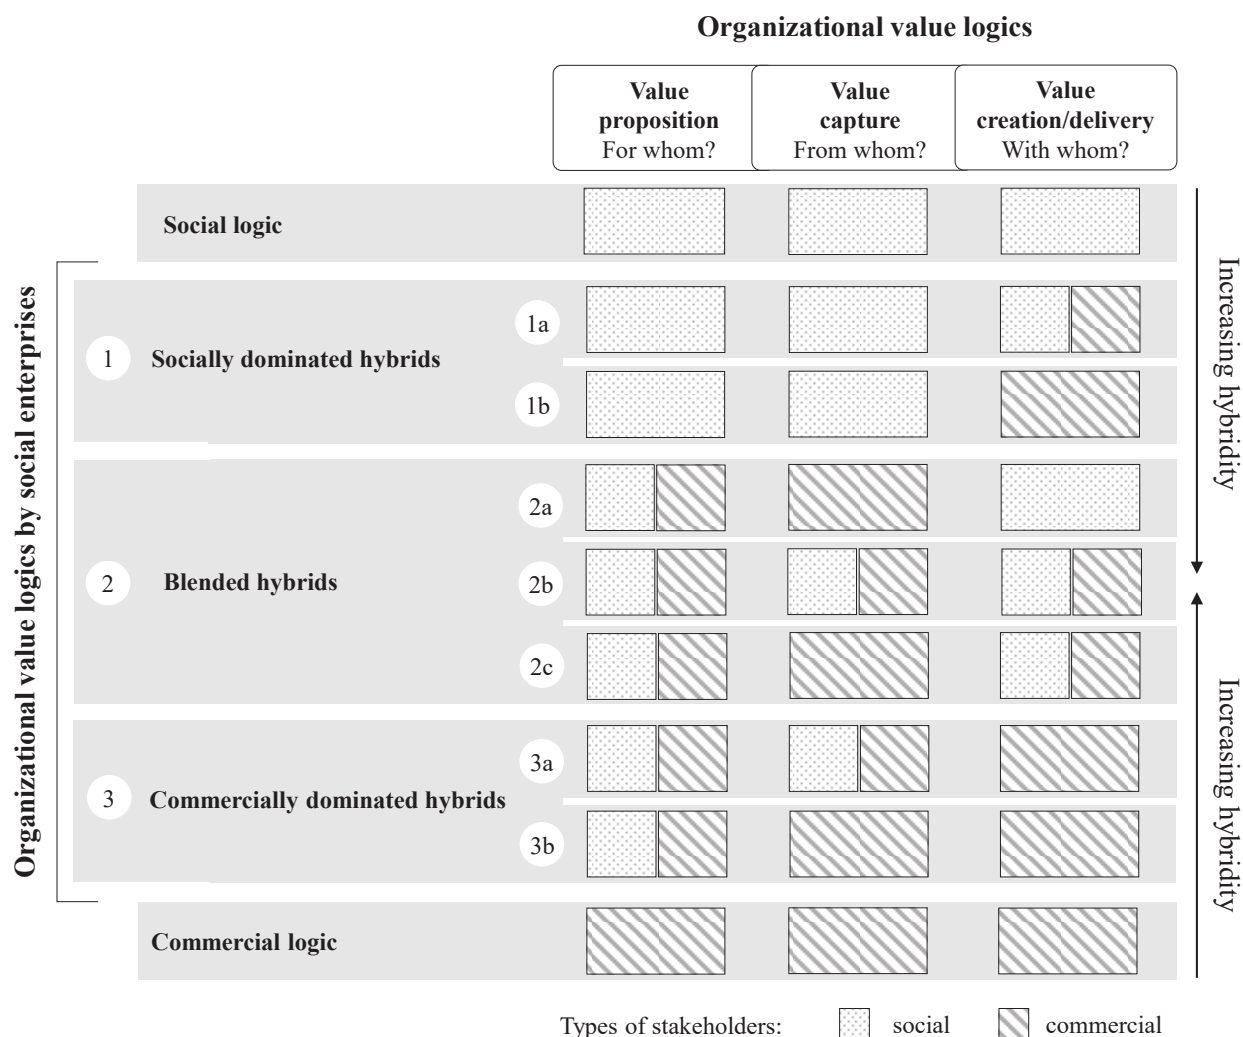 Organizational value logics
Value
proposition
For whom?
Value
capture
From whom?
Value
creation/delivery
With whom?
Social logic
Organizational value logics by social enterprises
1
Socially dominated hybrids
1a
1b
2
Blended hybrids
2a
2b
2c
3
Commercially dominated hybrids
3a
3b
Commercial logic
Increasing hybridity
Increasing hybridity
Types of stakeholders:
social
commercial